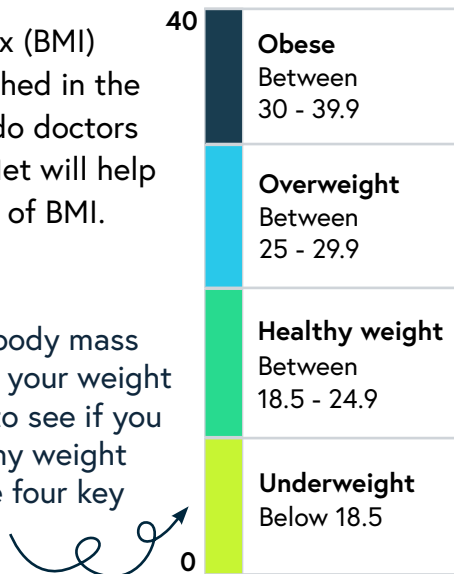 x (BMI)
hed in the
do doctors
et will help
of BMI.
body mass
your weight
to see if you
hy weight
e four key
40
Obese
Between
30 - 39.9
Overweight
Between
25 - 29.9
Healthy weight
Between
18.5 - 24.9
Underweight
Below 18.5
0